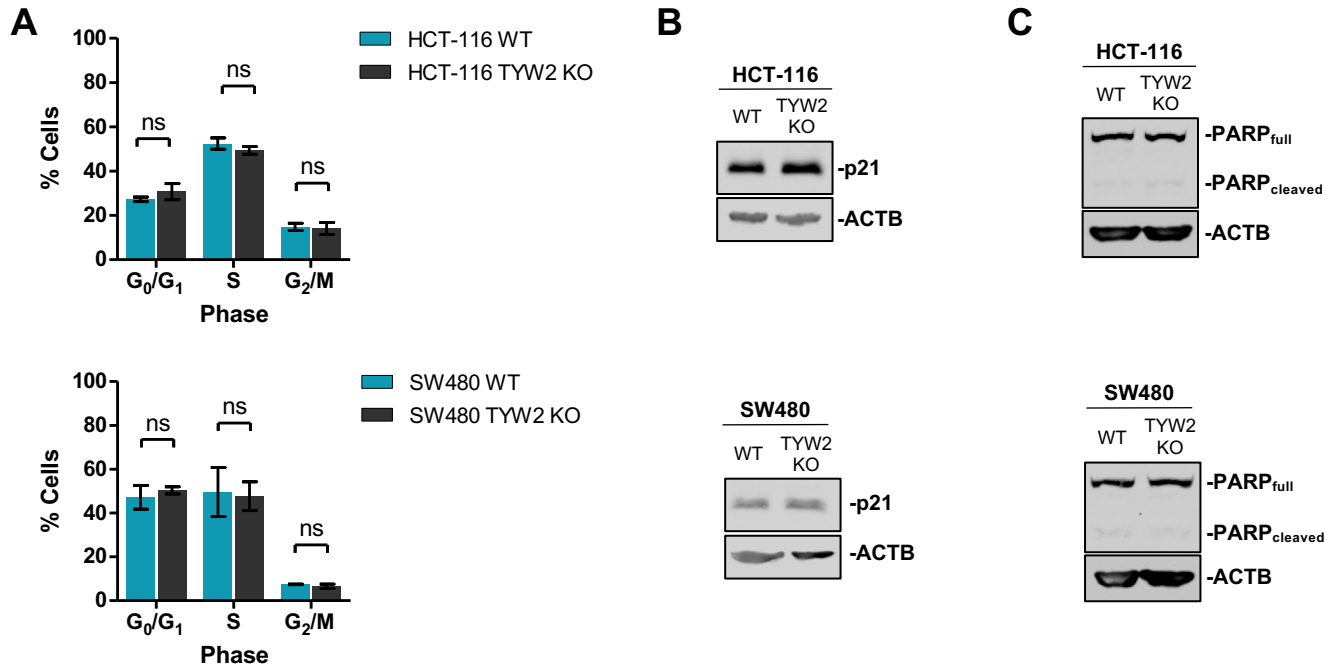 A
100
80
60
40
20
0
% Cells
ns
ns
ns
G₀/G₁
S
G₂/M
Phase
HCT-116 WT
HCT-116 TYW2 KO
100
80
60
40
20
0
% Cells
ns
ns
ns
G₀/G₁
S
G₂/M
Phase
SW480 WT
SW480 TYW2 KO
B
HCT-116
WT
TYW2
KO
-p21
-ACTB
SW480
WT
TYW2
KO
-p21
-ACTB
C
HCT-116
WT
TYW2
KO
-PARPfull
-PARPcleaved
-ACTB
SW480
WT
TYW2
KO
-PARPfull
-PARPcleaved
-ACTB